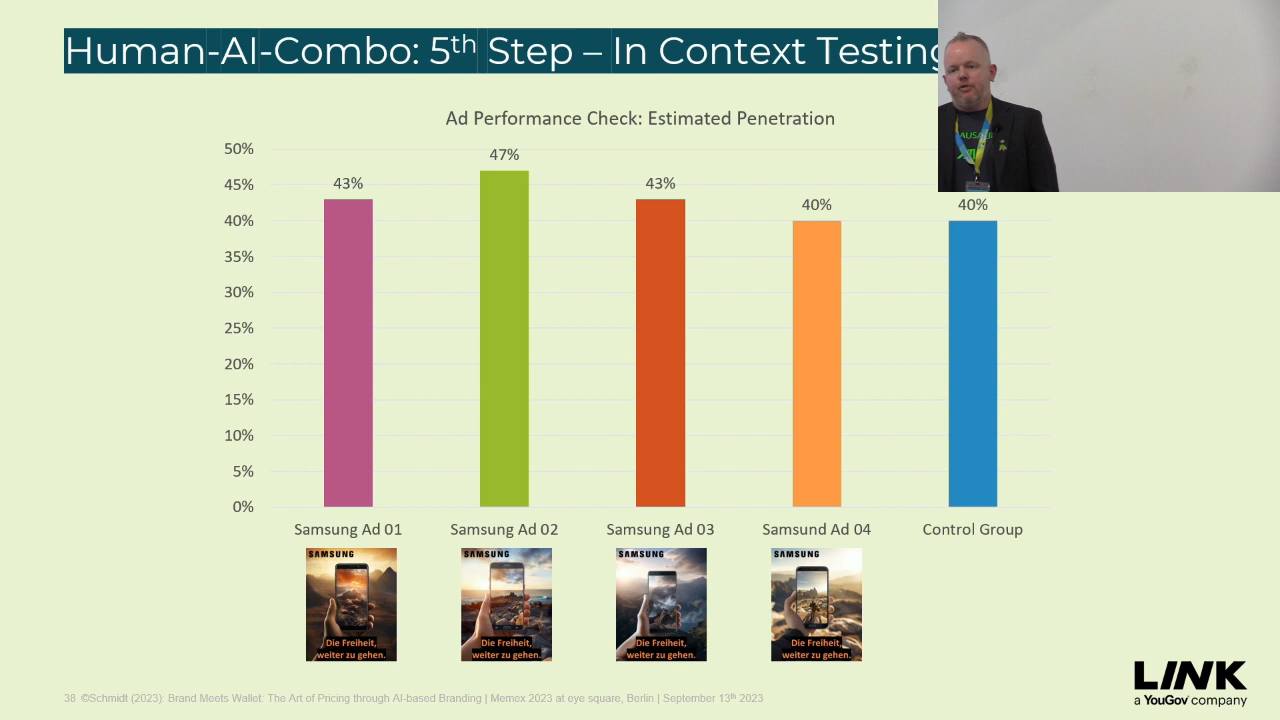 Human-AI-Combo: 5th Step – In Context Testing
Ad Performance Check: Estimated Penetration
50%
45%
40%
35%
30%
25%
20%
15%
10%
5%
0%
43%
47%
43%
40%
40%
Samsung Ad 01
Samsung Ad 02
Samsung Ad 03
Samsund Ad 04
Control Group
SAMSUNG
Die Freiheit,
weiter zu gehen.
SAMSUNG
Die Freiheit,
weiter zu gehen.
SAMSUNG
Die Freiheit,
weiter zu gehen.
SAMSUNG
Die Freiheit,
weiter zu gehen.
38 ©Schmidt (2023): Brand Meets Wallet: The Art of Pricing through AI-based Branding | Memex 2023 at eye square, Berlin | September 13th 2023
LINK
a YouGov company